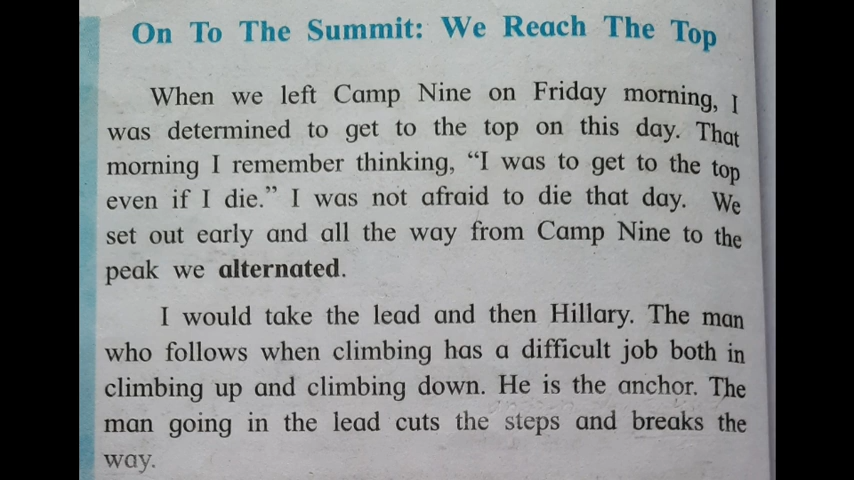 On To The Summit: We Reach The Top
When we left Camp Nine on Friday morning, I
was determined to get to the top on this day. That
morning I remember thinking, “I was to get to the top
even if I die.” I was not afraid to die that day. We
set out early and all the way from Camp Nine to the
peak we alternated.
I would take the lead and then Hillary. The man
who follows when climbing has a difficult job both in
climbing up and climbing down. He is the anchor. The
man going in the lead cuts the steps and breaks the
way.